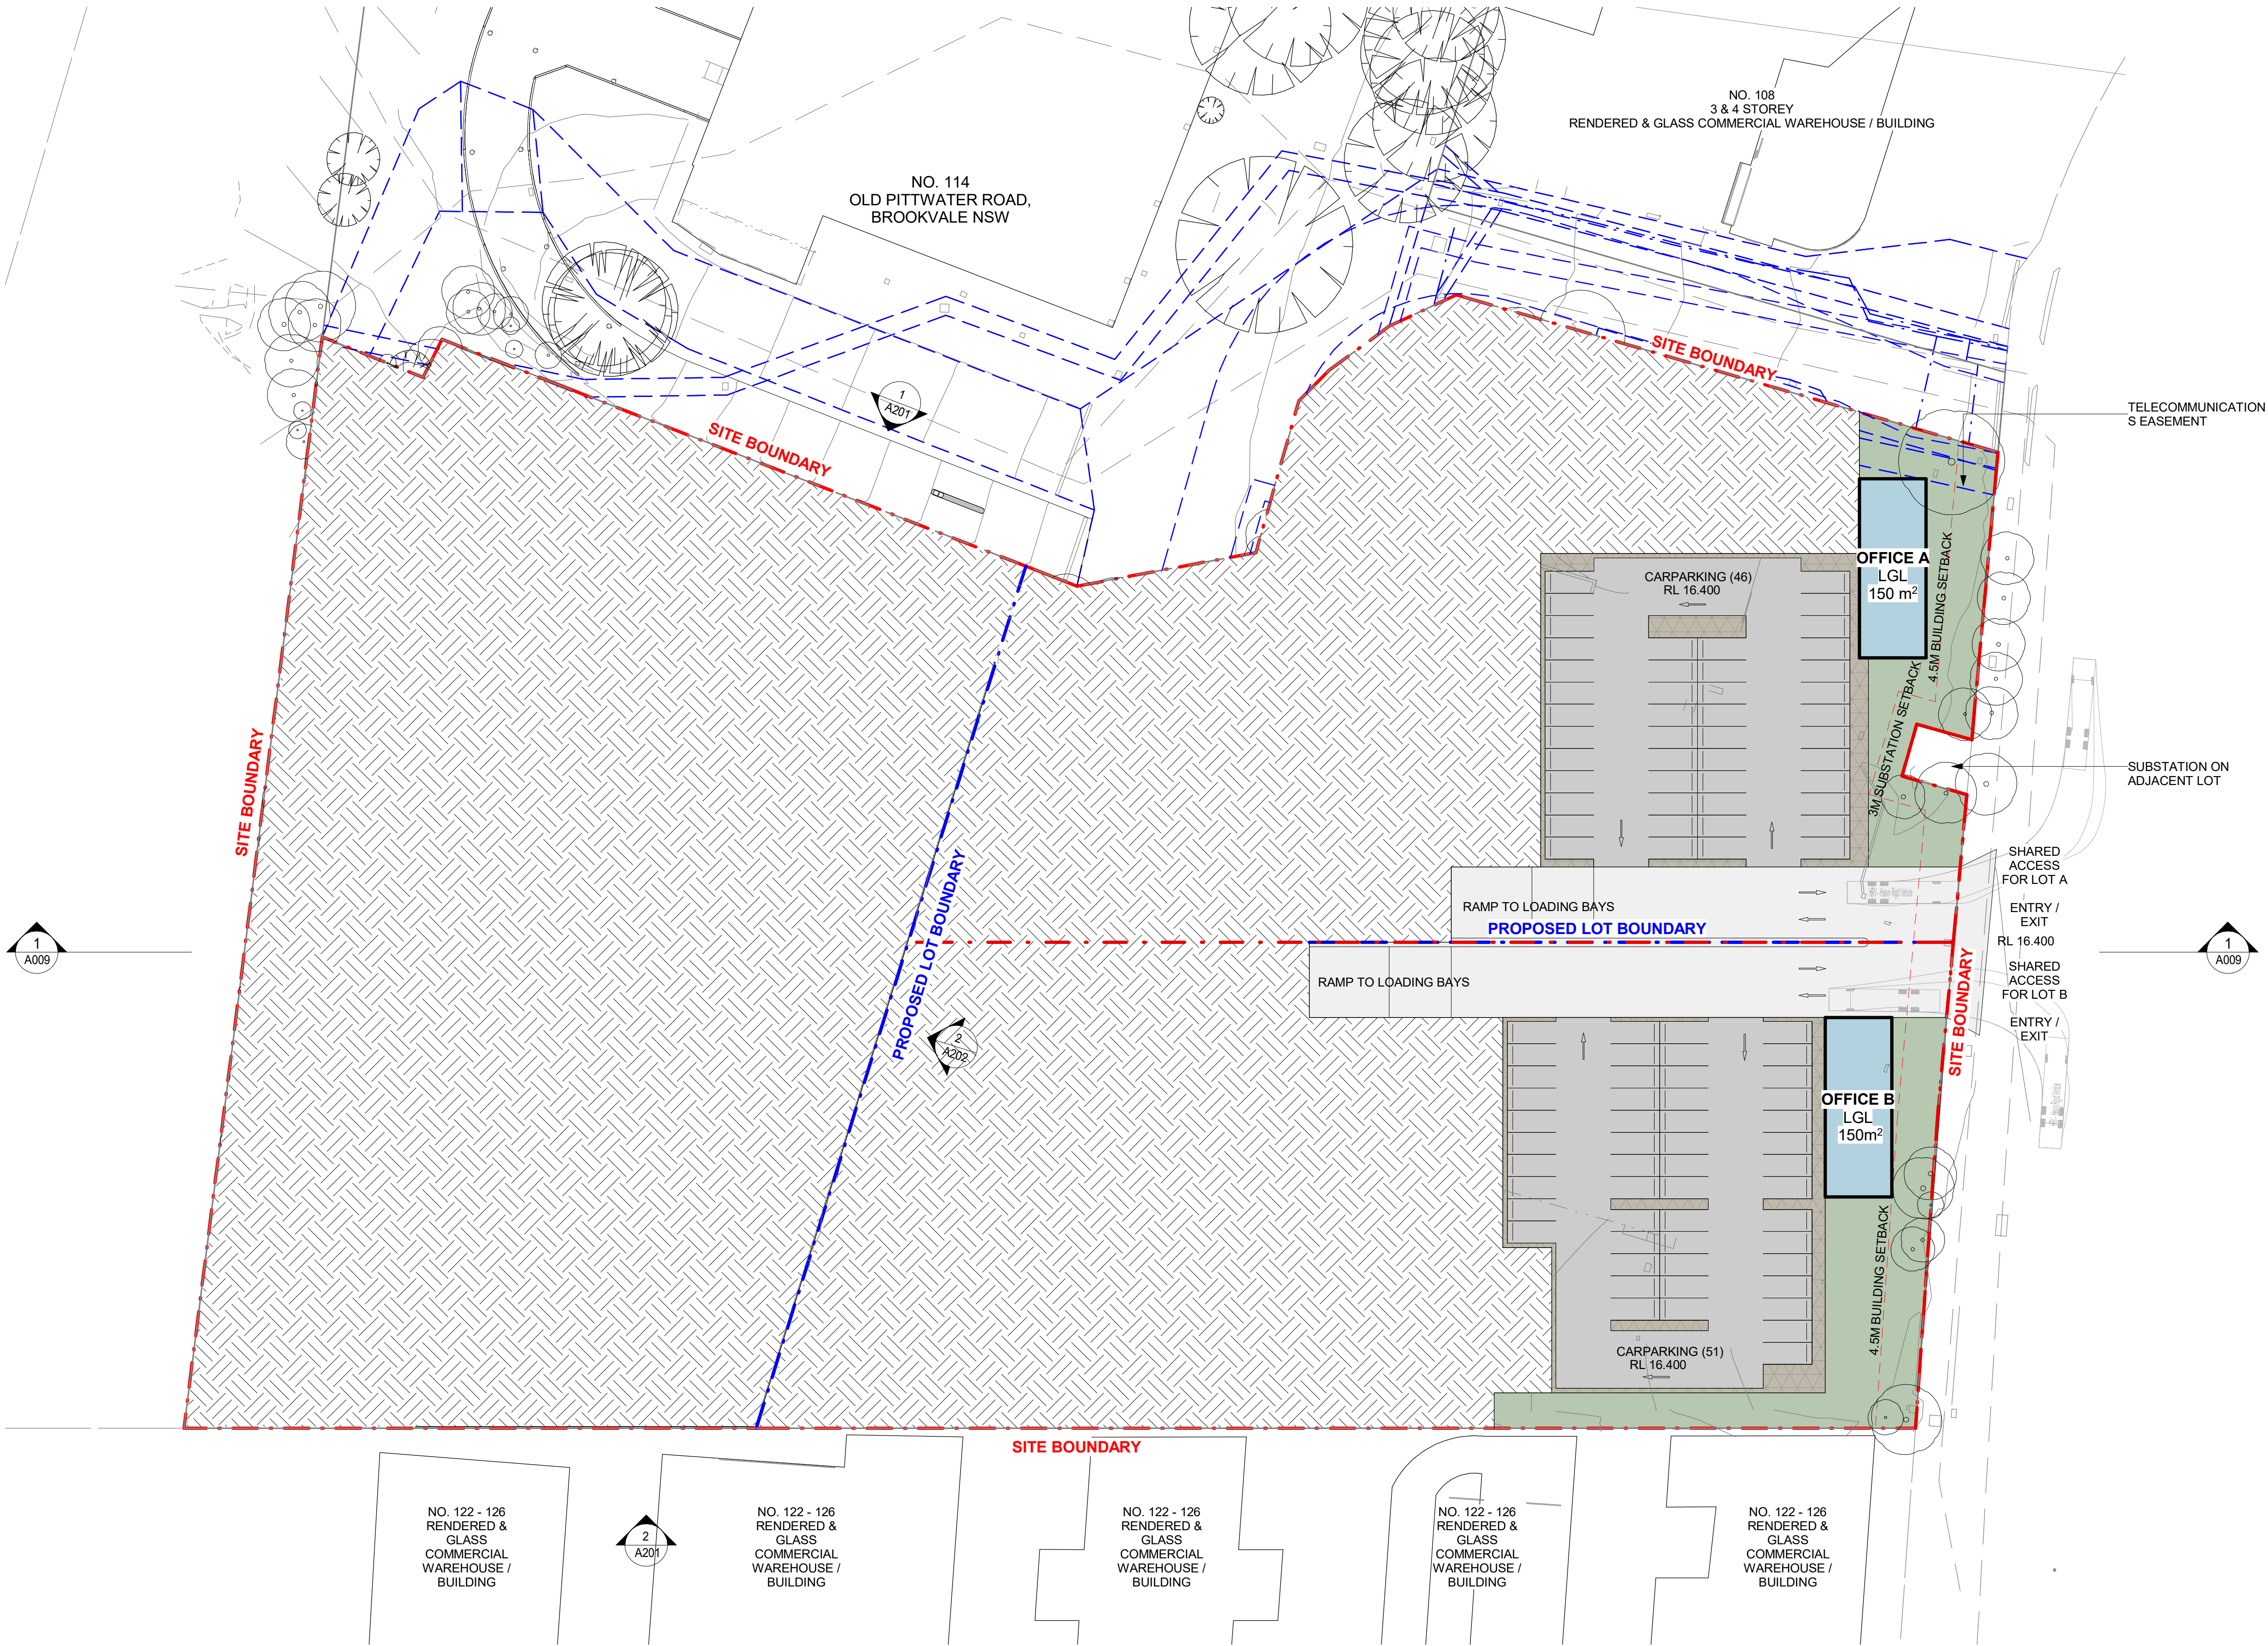 NO. 108
3 & 4 STOREY
RENDERED & GLASS COMMERCIAL WAREHOUSE / BUILDING
NO. 114
OLD PITTWATER ROAD,
BROOKVALE NSW
SITE BOUNDARY
1
A201
SITE BOUNDARY
TELECOMMUNICATION
S EASEMENT
OFFICE A
LGL
150 m²
4.5M BUILDING SETBACK
CARPARKING (46)
RL 16.400
3M SUBSTATION SETBACK
SUBSTATION ON
ADJACENT LOT
SITE BOUNDARY
PROPOSED LOT BOUNDARY
SHARED
ACCESS
FOR LOT A
ENTRY /
EXIT
RL 16.400
SHARED
ACCESS
FOR LOT B
ENTRY /
EXIT
RAMP TO LOADING BAYS
PROPOSED LOT BOUNDARY
RAMP TO LOADING BAYS
1
A009
1
A009
SITE BOUNDARY
2
A202
OFFICE B
LGL
150m²
4.5M BUILDING SETBACK
CARPARKING (51)
RL 16.400
SITE BOUNDARY
NO. 122 - 126
RENDERED &
GLASS
COMMERCIAL
WAREHOUSE /
BUILDING
2
A201
NO. 122 - 126
RENDERED &
GLASS
COMMERCIAL
WAREHOUSE /
BUILDING
NO. 122 - 126
RENDERED &
GLASS
COMMERCIAL
WAREHOUSE /
BUILDING
NO. 122 - 126
RENDERED &
GLASS
COMMERCIAL
WAREHOUSE /
BUILDING
NO. 122 - 126
RENDERED &
GLASS
COMMERCIAL
WAREHOUSE /
BUILDING